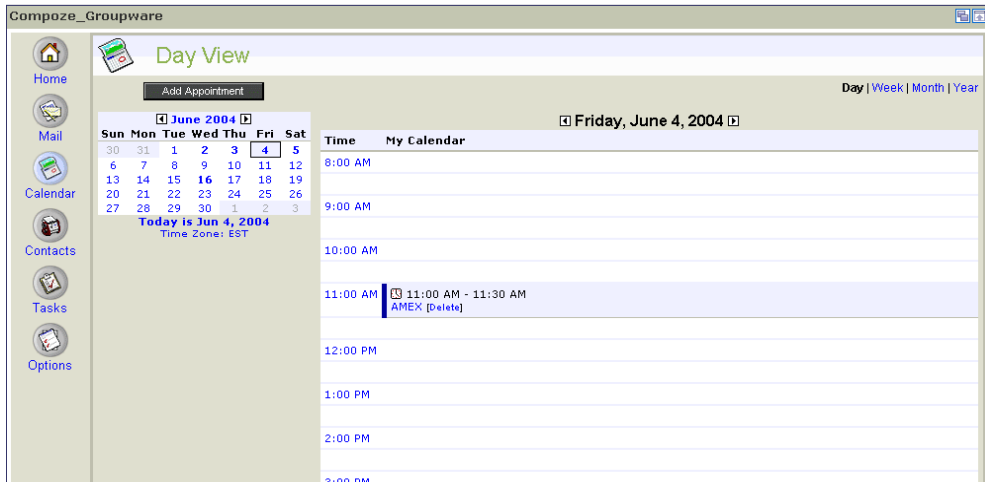 Compoze_Groupware
Home
Mail
Calendar
Contacts
Tasks
Options
Day View
Add Appointment
Day | Week | Month | Year
June 2004
Sun Mon Tue Wed Thu Fri Sat
30 31 1 2 3 4 5
6 7 8 9 10 11 12
13 14 15 16 17 18 19
20 21 22 23 24 25 26
27 28 29 30 1 2 3
Today is Jun 4, 2004
Time Zone: EST
Friday, June 4, 2004
Time My Calendar
8:00 AM
9:00 AM
10:00 AM
11:00 AM 11:00 AM - 11:30 AM
AMEX [Delete]
12:00 PM
1:00 PM
2:00 PM
3:00 PM